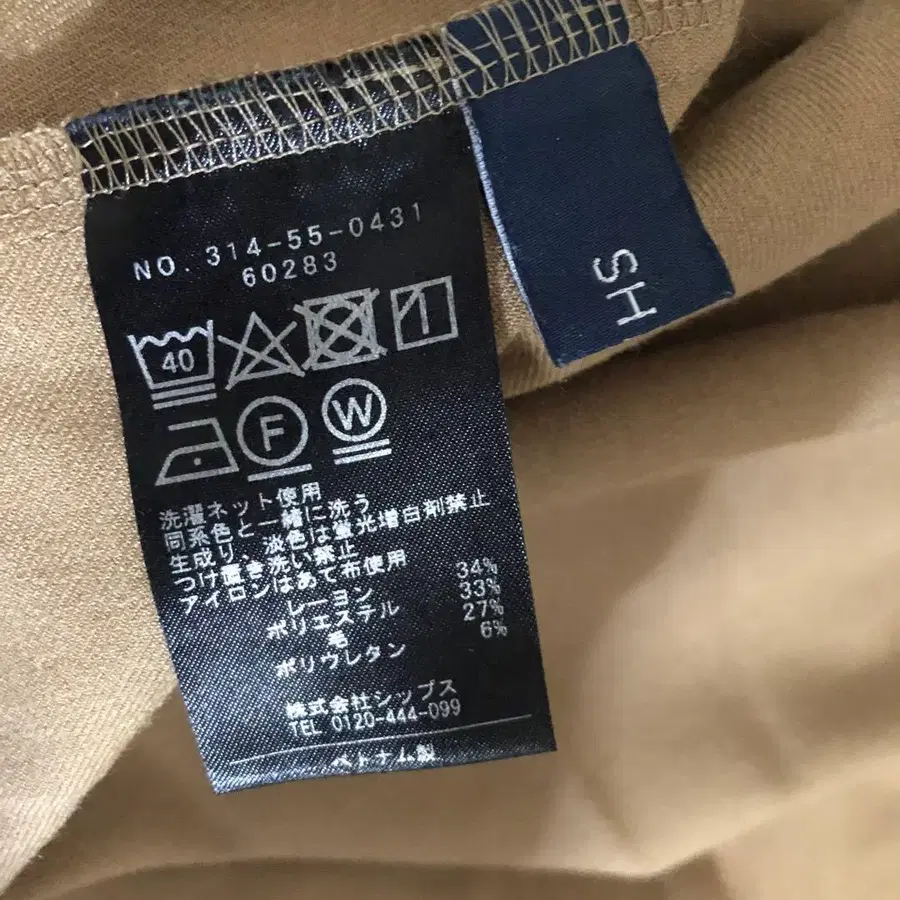 NO. 314-55-0431
60283
40
F
W
洗濯ネット使用
同系色と一緒に洗う
生成り、淡色は蛍光増白剤禁止
つけ置き洗い禁止
アイロンはあて布使用
レーヨン 34%
ポリエステル 33%
毛 27%
ポリウレタン 6%
株式会社シップス
TEL 0120-444-099
ベトナム製
SH